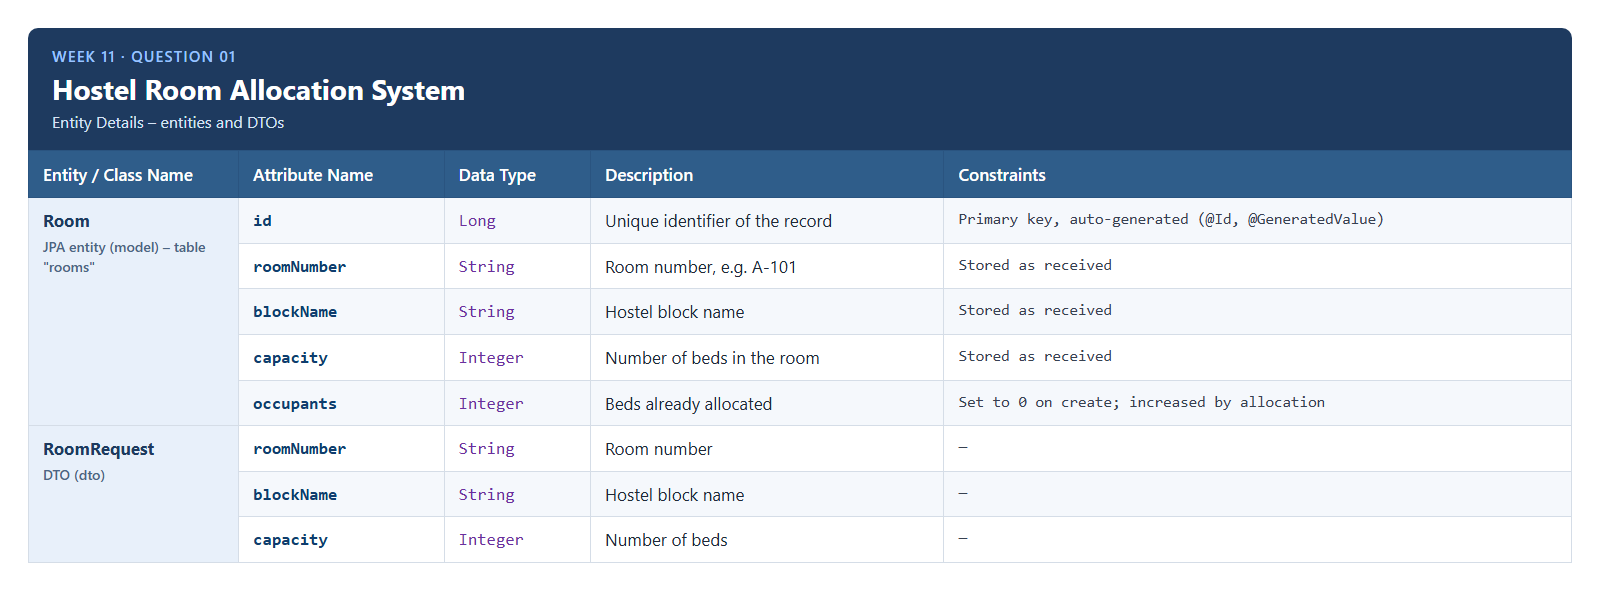 WEEK 11 · QUESTION 01
Hostel Room Allocation System
Entity Details – entities and DTOs
Entity / Class Name Attribute Name Data Type Description Constraints
Room id Long Unique identifier of the record Primary key, auto-generated (@Id, @GeneratedValue)
JPA entity (model) – table
"rooms"
roomNumber String Room number, e.g. A-101 Stored as received
blockName String Hostel block name Stored as received
capacity Integer Number of beds in the room Stored as received
occupants Integer Beds already allocated Set to 0 on create; increased by allocation
RoomRequest roomNumber String Room number –
DTO (dto)
blockName String Hostel block name –
capacity Integer Number of beds –